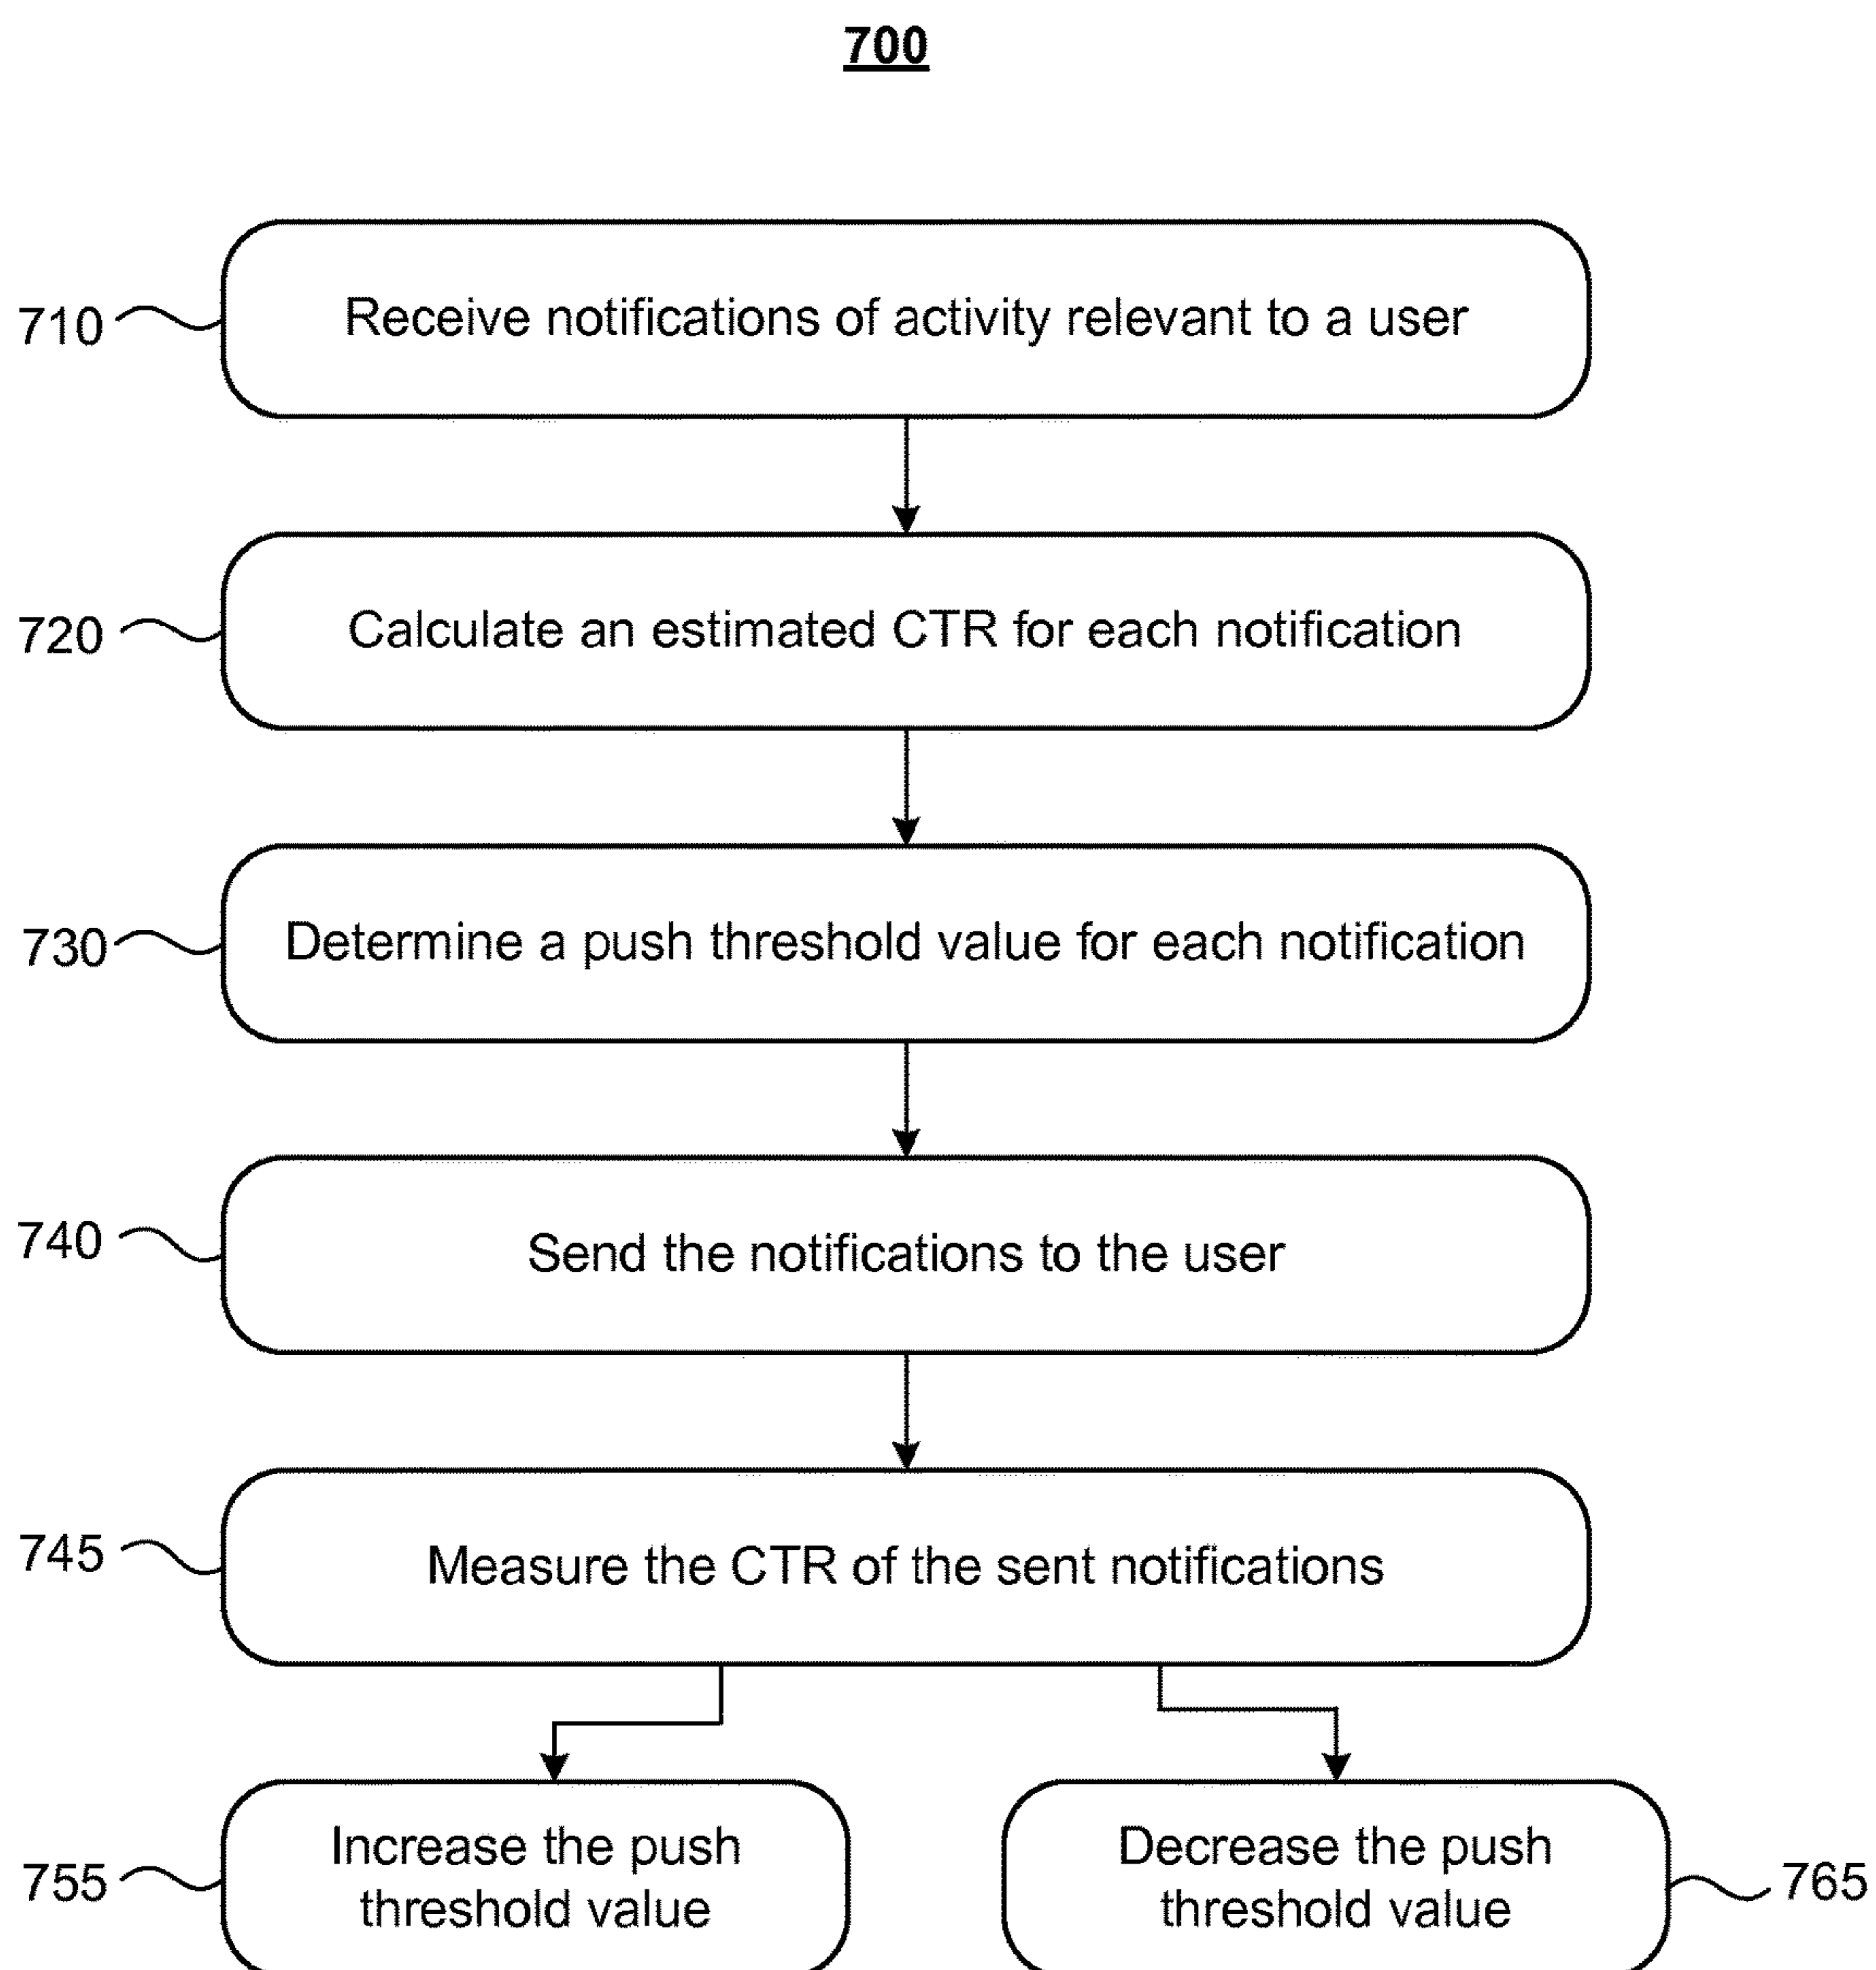 700
710
Receive notifications of activity relevant to a user
720
Calculate an estimated CTR for each notification
730
Determine a push threshold value for each notification
740
Send the notifications to the user
745
Measure the CTR of the sent notifications
755
Increase the push
threshold value
Decrease the push
threshold value
765